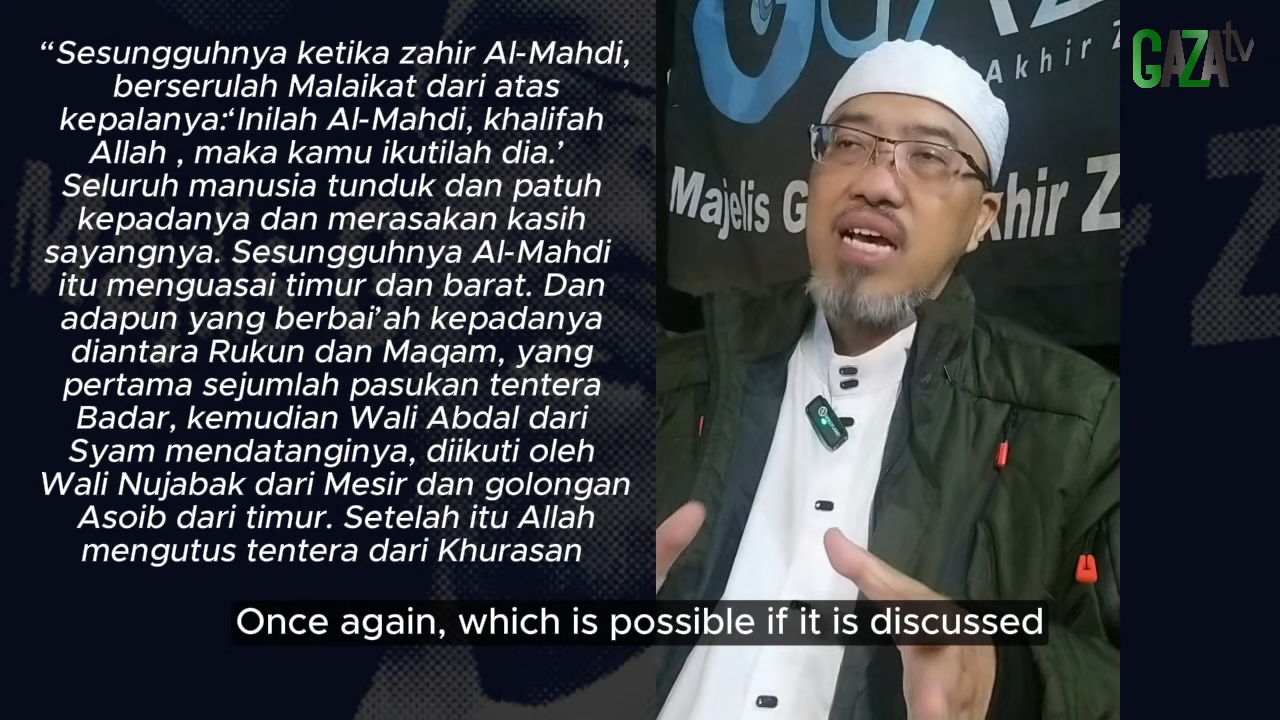 “Sesungguhnya ketika zahir Al-Mahdi,
berserulah Malaikat dari atas
kepalanya:‘Inilah Al-Mahdi, khalifah
Allah , maka kamu ikutilah dia.’
Seluruh manusia tunduk dan patuh
kepadanya dan merasakan kasih
sayangnya. Sesungguhnya Al-Mahdi
itu menguasai timur dan barat. Dan
adapun yang berbai’ah kepadanya
diantara Rukun dan Maqam, yang
pertama sejumlah pasukan tentera
Badar, kemudian Wali Abdal dari
Syam mendatanginya, diikuti oleh
Wali Nujabak dari Mesir dan golongan
Asoib dari timur. Setelah itu Allah
mengutus tentera dari Khurasan
Akhir Z
Majelis G
khir Z
GAZA tv
Once again, which is possible if it is discussed